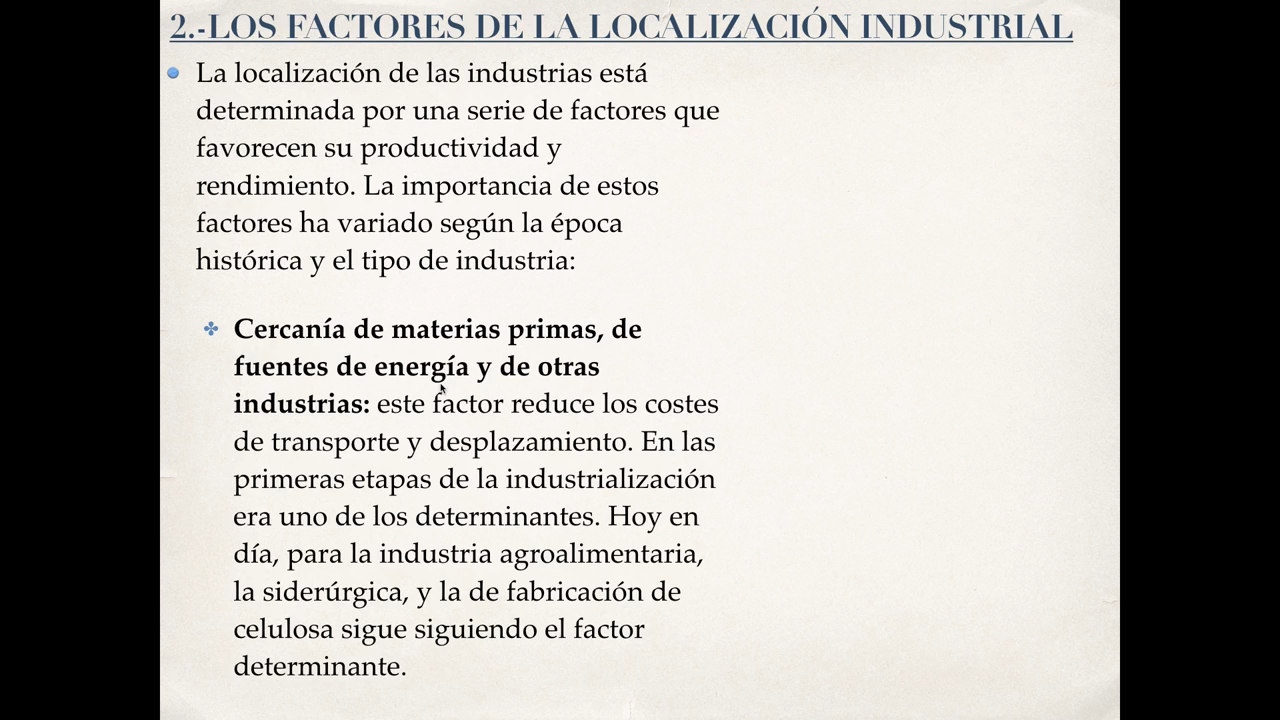 2.-LOS FACTORES DE LA LOCALIZACIÓN INDUSTRIAL
La localización de las industrias está
determinada por una serie de factores que
favorecen su productividad y
rendimiento. La importancia de estos
factores ha variado según la época
histórica y el tipo de industria:
Cercanía de materias primas, de
fuentes de energía y de otras
industrias: este factor reduce los costes
de transporte y desplazamiento. En las
primeras etapas de la industrialización
era uno de los determinantes. Hoy en
día, para la industria agroalimentaria,
la siderúrgica, y la de fabricación de
celulosa sigue siguiendo el factor
determinante.